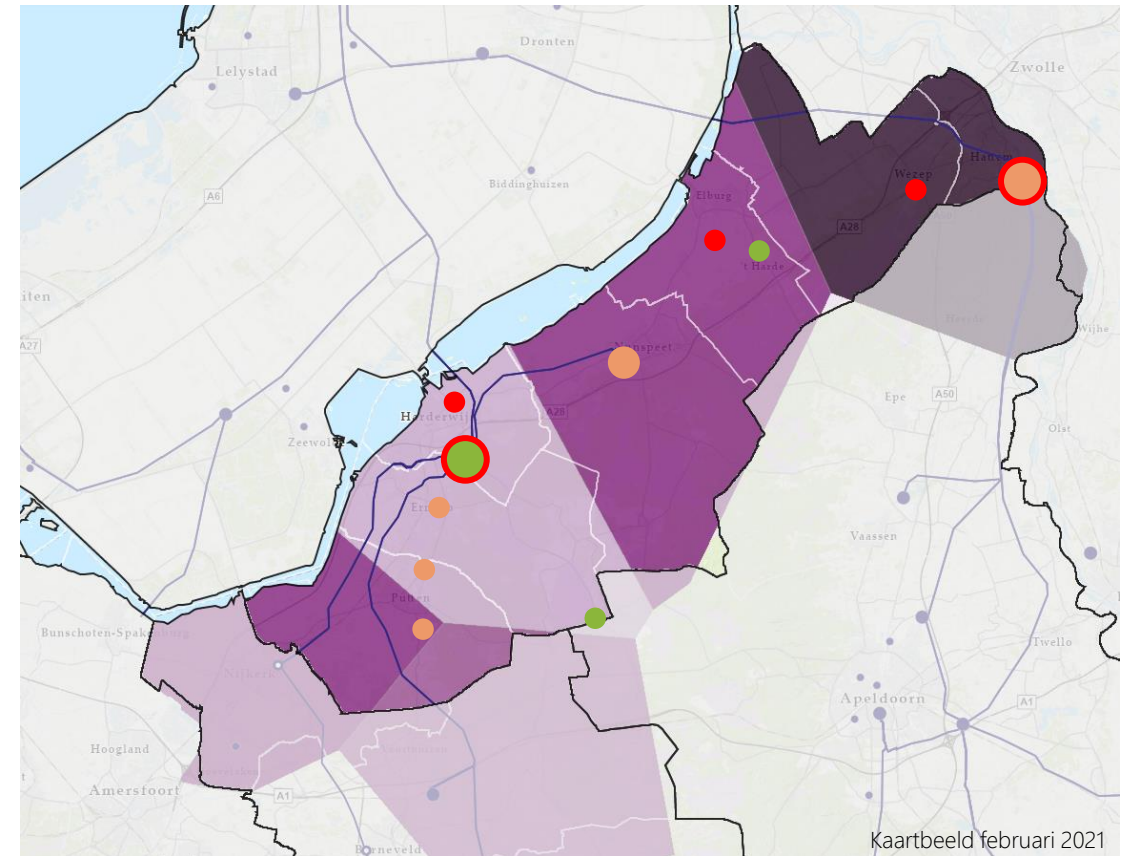 Dronten
Zwolle
Lelystad
Hattem
Wezep
Biddinghuizen
A6
Elburg
A28
't Harde
iten
Heerde
Wijhe
A27
Nunspeet
Epe
A50
Harderwijk
A28
Olst
Zeewolde
Ermelo
Vaassen
Putten
Bunschoten-Spakenburg
Twello
Nijkerk
Apeldoorn
A1
Hoogland
Amersfoort
A1
Barneveld
Kaartbeeld februari 2021